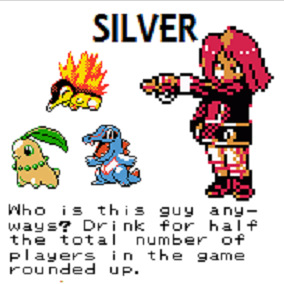 SILVER
Who is this guy any-
ways? Drink for half
the total number of
players in the game
rounded up.